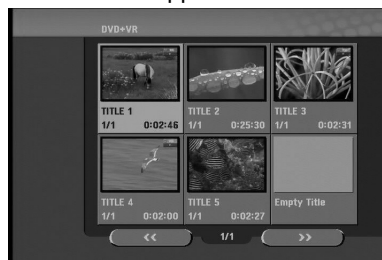 DVD+VR
TITLE 1
1/1 0:02:46
TITLE 2
1/1 0:25:30
TITLE 3
1/1 0:02:31
TITLE 4
1/1 0:02:00
TITLE 5
1/1 0:02:27
Empty Title
<< 1/1 >>